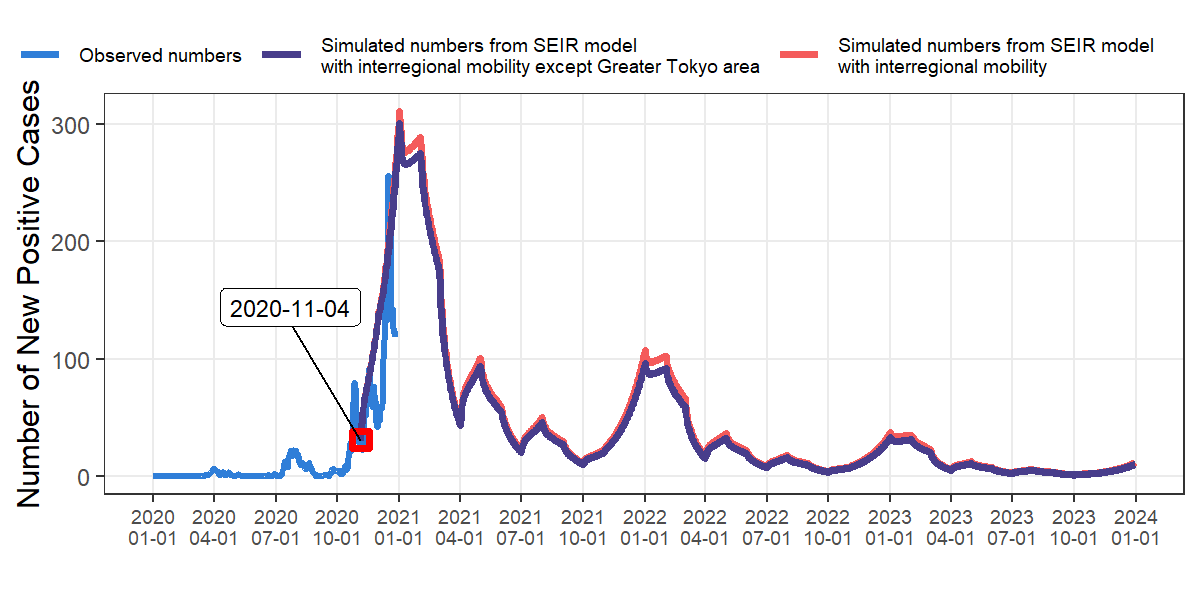 Observed numbers
Simulated numbers from SEIR model
with interregional mobility except Greater Tokyo area
Simulated numbers from SEIR model
with interregional mobility
Number of New Positive Cases
300
200
100
0
2020-11-04
2020 2020 2020 2020 2021 2021 2021 2021 2022 2022 2022 2022 2023 2023 2023 2023 2024
01-01 04-01 07-01 10-01 01-01 04-01 07-01 10-01 01-01 04-01 07-01 10-01 01-01 04-01 07-01 10-01 01-01